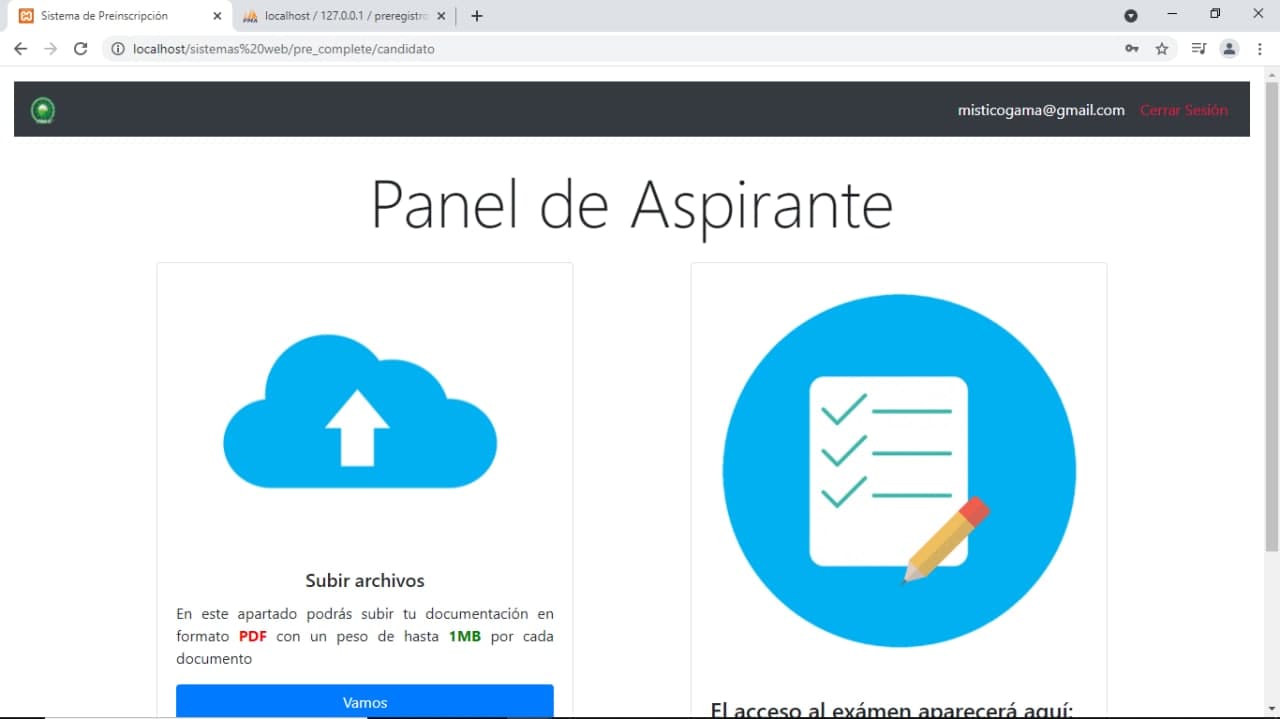 Sistema de Preinscripción
localhost / 127.0.0.1 / preregistro
localhost/sistemas%20web/pre_complete/candidato
misticogama@gmail.com Cerrar Sesión
Panel de Aspirante
Subir archivos
En este apartado podrás subir tu documentación en
formato PDF con un peso de hasta 1MB por cada
documento
Vamos
El acceso al exámen aparecerá aquí: